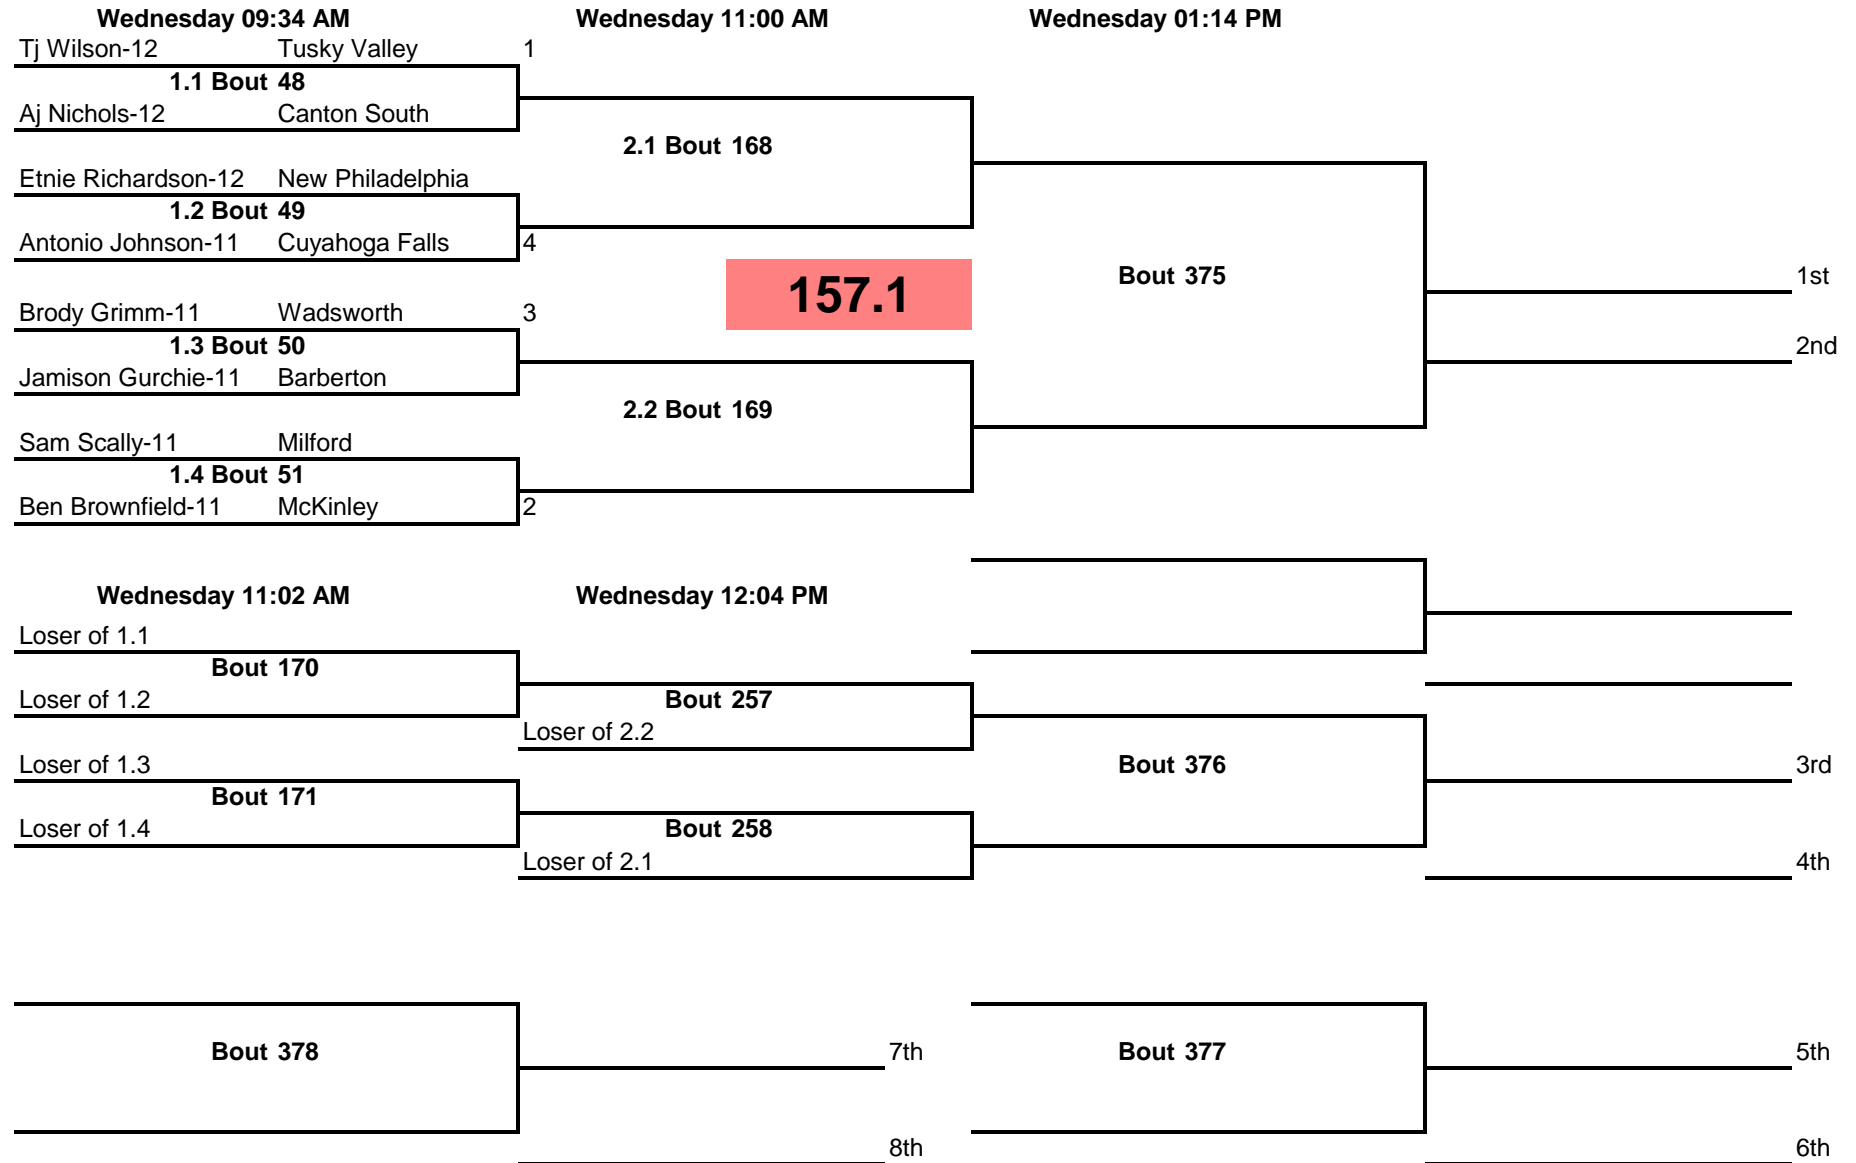 Wednesday 09:34 AM Wednesday 11:00 AM Wednesday 01:14 PM
Tj Wilson-12 Tusky Valley 1
1.1 Bout 48
Aj Nichols-12 Canton South
2.1 Bout 168
Etnie Richardson-12 New Philadelphia
1.2 Bout 49
Antonio Johnson-11 Cuyahoga Falls 4
157.1 Bout 375 1st
Brody Grimm-11 Wadsworth 3
1.3 Bout 50 2nd
Jamison Gurchie-11 Barberton
2.2 Bout 169
Sam Scally-11 Milford
1.4 Bout 51
Ben Brownfield-11 McKinley 2
Wednesday 11:02 AM Wednesday 12:04 PM
Loser of 1.1
Bout 170
Loser of 1.2 Bout 257
Loser of 2.2
Loser of 1.3 Bout 376 3rd
Bout 171
Loser of 1.4 Bout 258
Loser of 2.1 4th
Bout 378 7th Bout 377 5th
8th 6th